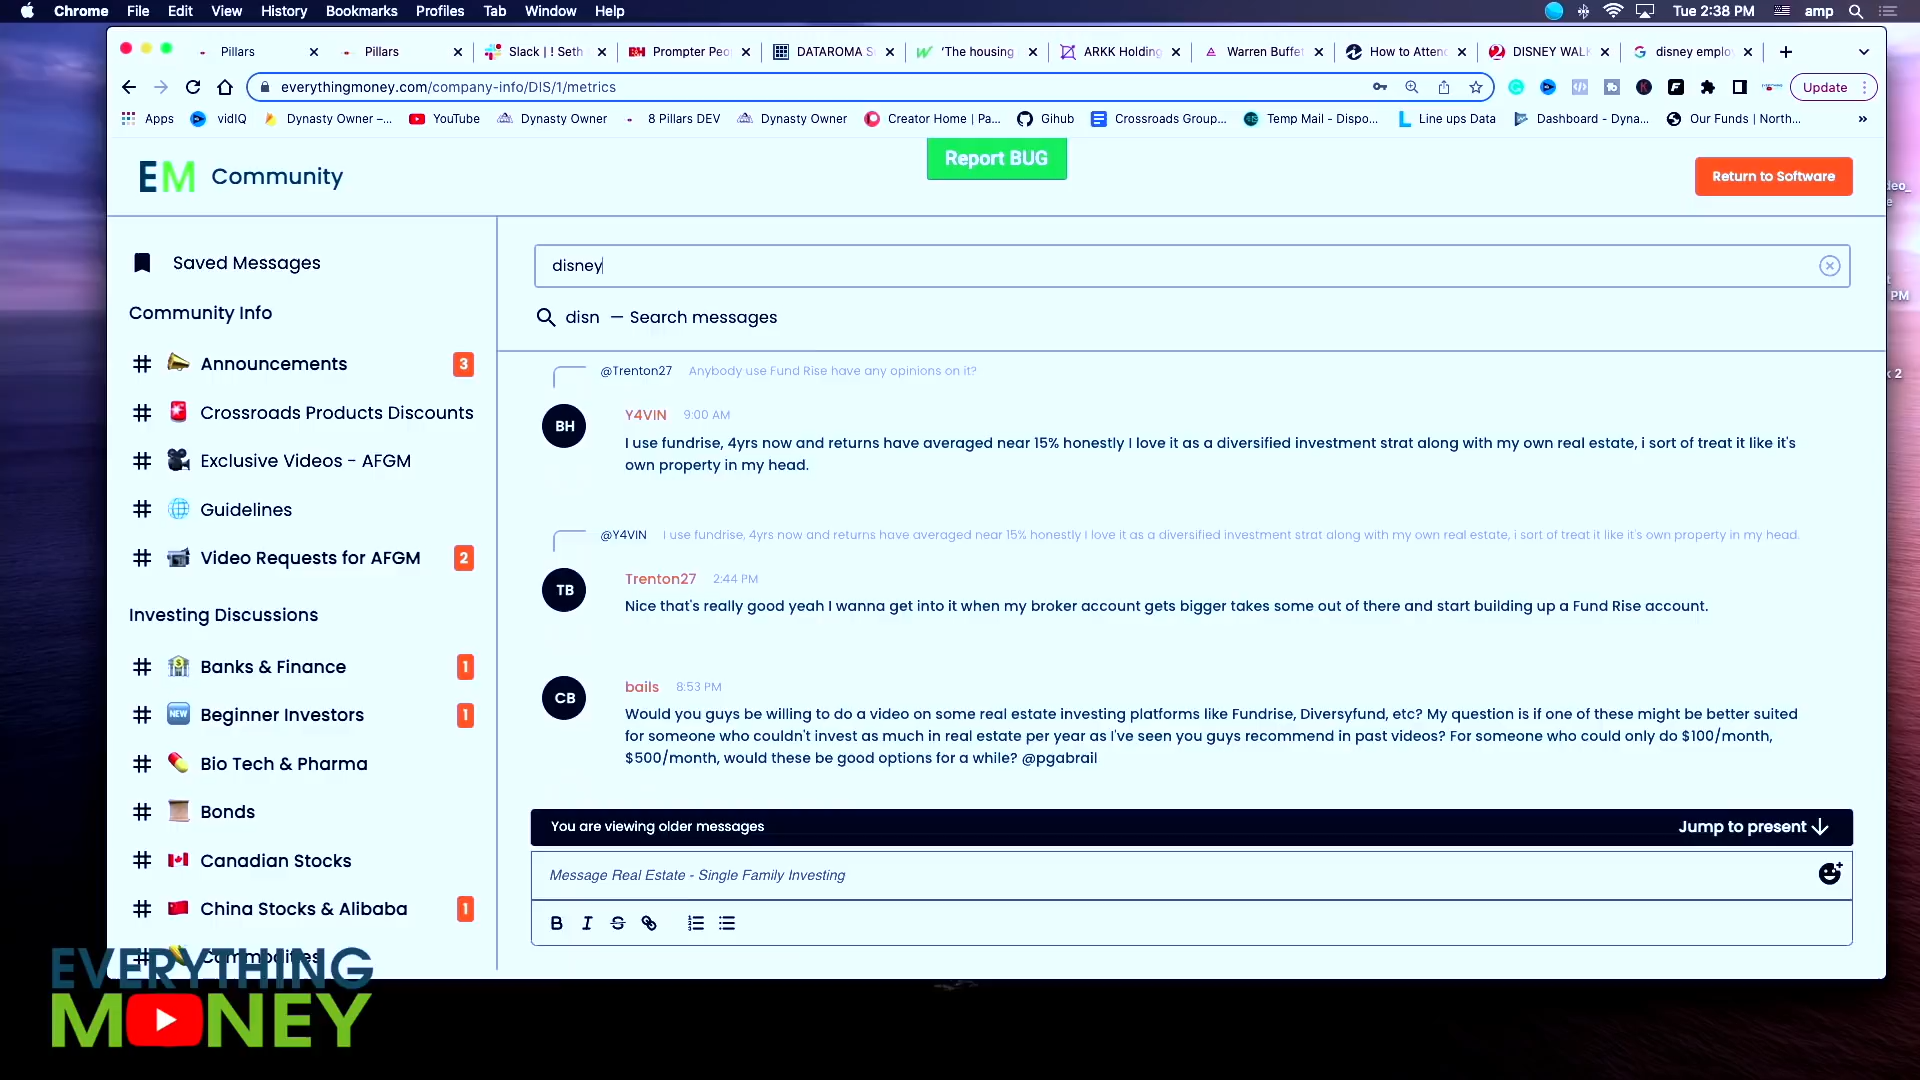 Chrome File Edit View History Bookmarks Profiles Tab Window Help Tue 2:38 PM amp
Pillars Pillars Slack | ! Seth Prompter Peo DATAROMA S 'The housing ARKK Holding Warren Buffet How to Attend DISNEY WAL disney emplo
everythingmoney.com/company-info/DIS/1/metrics Update
Apps vidIQ Dynasty Owner –... YouTube Dynasty Owner 8 Pillars DEV Dynasty Owner Creator Home | Pa... Gihub Crossroads Group... Temp Mail - Dispo... Line ups Data Dashboard - Dyna... Our Funds | North... »
Report BUG
EM Community
Return to Software
Saved Messages
Community Info
# Announcements 3
# Crossroads Products Discounts
# Exclusive Videos - AFGM
# Guidelines
# Video Requests for AFGM 2
Investing Discussions
# Banks & Finance 1
# NEW Beginner Investors 1
# Bio Tech & Pharma
# Bonds
# Canadian Stocks
# China Stocks & Alibaba 1
# Commodities
disney
disn — Search messages
@Trenton27 Anybody use Fund Rise have any opinions on it?
BH Y4VIN 9:00 AM
I use fundrise, 4yrs now and returns have averaged near 15% honestly I love it as a diversified investment strat along with my own real estate, i sort of treat it like it's
own property in my head.
@Y4VIN I use fundrise, 4yrs now and returns have averaged near 15% honestly I love it as a diversified investment strat along with my own real estate, i sort of treat it like it's own property in my head.
TB Trenton27 2:44 PM
Nice that's really good yeah I wanna get into it when my broker account gets bigger takes some out of there and start building up a Fund Rise account.
CB bails 8:53 PM
Would you guys be willing to do a video on some real estate investing platforms like Fundrise, Diversyfund, etc? My question is if one of these might be better suited
for someone who couldn't invest as much in real estate per year as I've seen you guys recommend in past videos? For someone who could only do $100/month,
$500/month, would these be good options for a while? @pgabrail
You are viewing older messages Jump to present
Message Real Estate - Single Family Investing
B I S
EVERYTHING
MONEY
PM